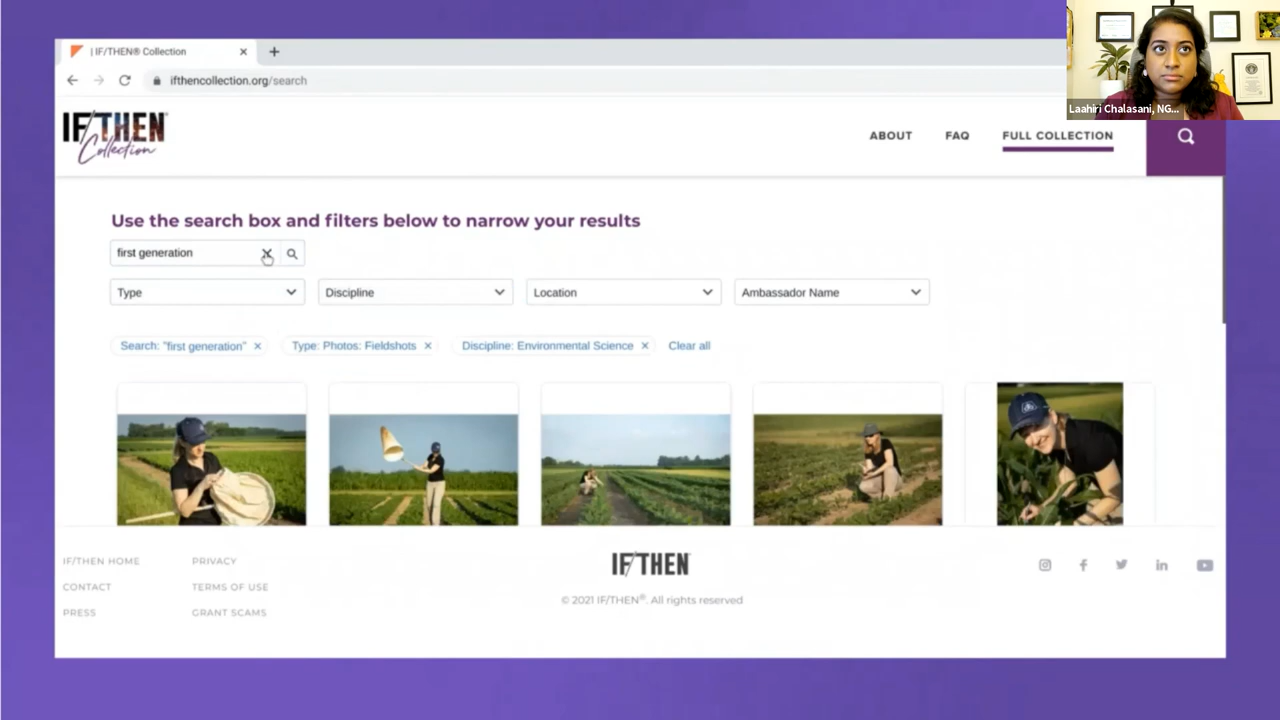 | IF/THEN® Collection
ifthencollection.org/search
Laahiri Chalasani, NG...
IF/THEN
Collection
ABOUT
FAQ
FULL COLLECTION
Use the search box and filters below to narrow your results
first generation
Type
Discipline
Location
Ambassador Name
Search: "first generation" ×
Type: Photos: Fieldshots ×
Discipline: Environmental Science ×
Clear all
IF/THEN HOME
PRIVACY
CONTACT
TERMS OF USE
PRESS
GRANT SCAMS
IF/THEN
© 2021 IF/THEN®. All rights reserved